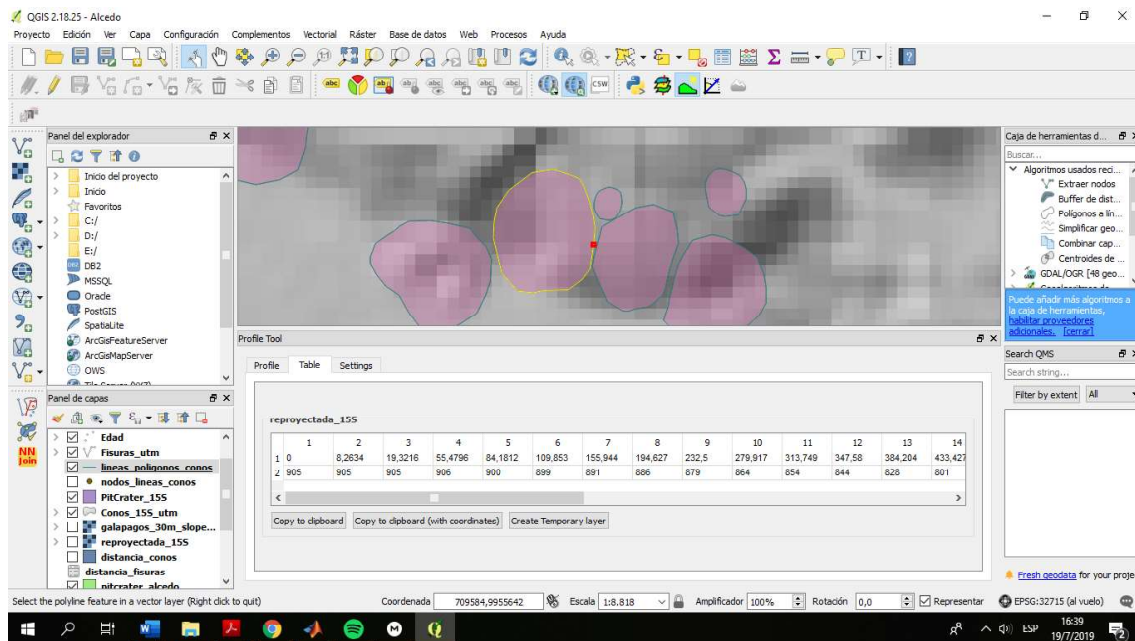 QGIS 2.18.25 - Alcedo
Proyecto Edición Ver Capa Configuración Complementos Vectorial Ráster Base de datos Web Procesos Ayuda
abc abc CSW
Panel del explorador
Inicio del proyecto
Inicio
Favoritos
C:/
D:/
E:/
DB2
MSSQL
Oracle
PostGIS
SpatiaLite
ArcGisFeatureServer
ArcGisMapServer
OWS
Panel de capas
NN
Join
Edad
Fisuras_utm
lineas_poligonos_conos
nodos_lineas_conos
PitCrater_15S
Conos_15S_utm
galapagos_30m_slope...
reproyectada_15S
distancia_conos
distancia_fisuras
pitcrater_alcedo
Profile Tool
Profile Table Settings
reproyectada_15S
1 2 3 4 5 6 7 8 9 10 11 12 13 14
1 0 8,2634 19,3216 55,4796 84,1812 109,853 155,944 194,627 232,5 279,917 313,749 347,58 384,204 433,427
2 905 905 905 906 900 899 891 886 879 864 854 844 828 801
Copy to clipboard Copy to clipboard (with coordinates) Create Temporary layer
Caja de herramientas d...
Buscar...
Algoritmos usados reci...
Extraer nodos
Buffer de dist...
Polígonos a lín...
Simplificar geo...
Combinar cap...
Centroides de ...
GDAL/OGR [48 geo...
Puede añadir más algoritmos a
la caja de herramientas,
habilitar proveedores
adicionales. [cerrar]
Search QMS
Search string...
Filter by extent All
Fresh geodata for your proje
Select the polyline feature in a vector layer (Right click to quit)
Coordenada 709584,9955642 Escala 1:8.818 Amplificador 100% Rotación 0,0 Representar EPSG:32715 (al vuelo)
ESP 16:39
19/7/2019